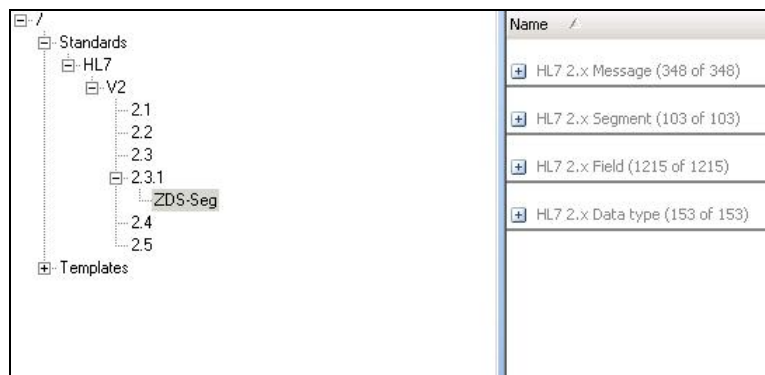 /
Standards
HL7
V2
2.1
2.2
2.3
2.3.1
ZDS-Seg
2.4
2.5
Templates
Name
HL7 2.x Message (348 of 348)
HL7 2.x Segment (103 of 103)
HL7 2.x Field (1215 of 1215)
HL7 2.x Data type (153 of 153)